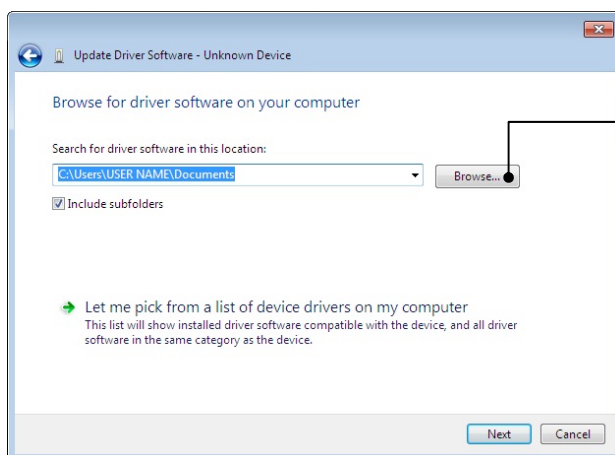 Update Driver Software - Unknown Device
Browse for driver software on your computer
Search for driver software in this location:
C:\Users\USER NAME\Documents
Browse...
Include subfolders
Let me pick from a list of device drivers on my computer
This list will show installed driver software compatible with the device, and all driver
software in the same category as the device.
Next
Cancel